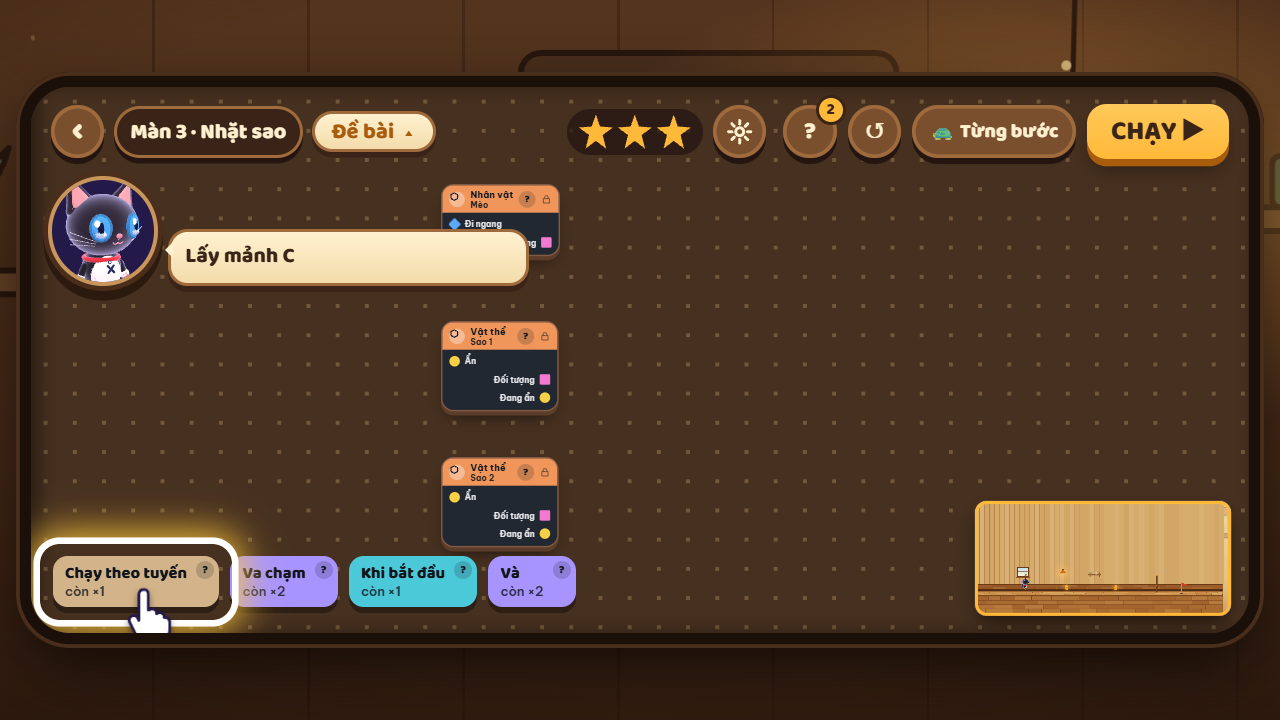 Màn 3 · Nhặt sao
Đề bài
?
2
Từng bước
CHẠY
Lấy mảnh C
Nhân vật
Mèo
?
Đi ngang
ng
Vật thể
Sao 1
?
Ẩn
Đối tượng
Đang ẩn
Vật thể
Sao 2
?
Ẩn
Đối tượng
Đang ẩn
Chạy theo tuyến ?
còn ×1
Va chạm ?
còn ×2
Khi bắt đầu ?
còn ×1
Và ?
còn ×2